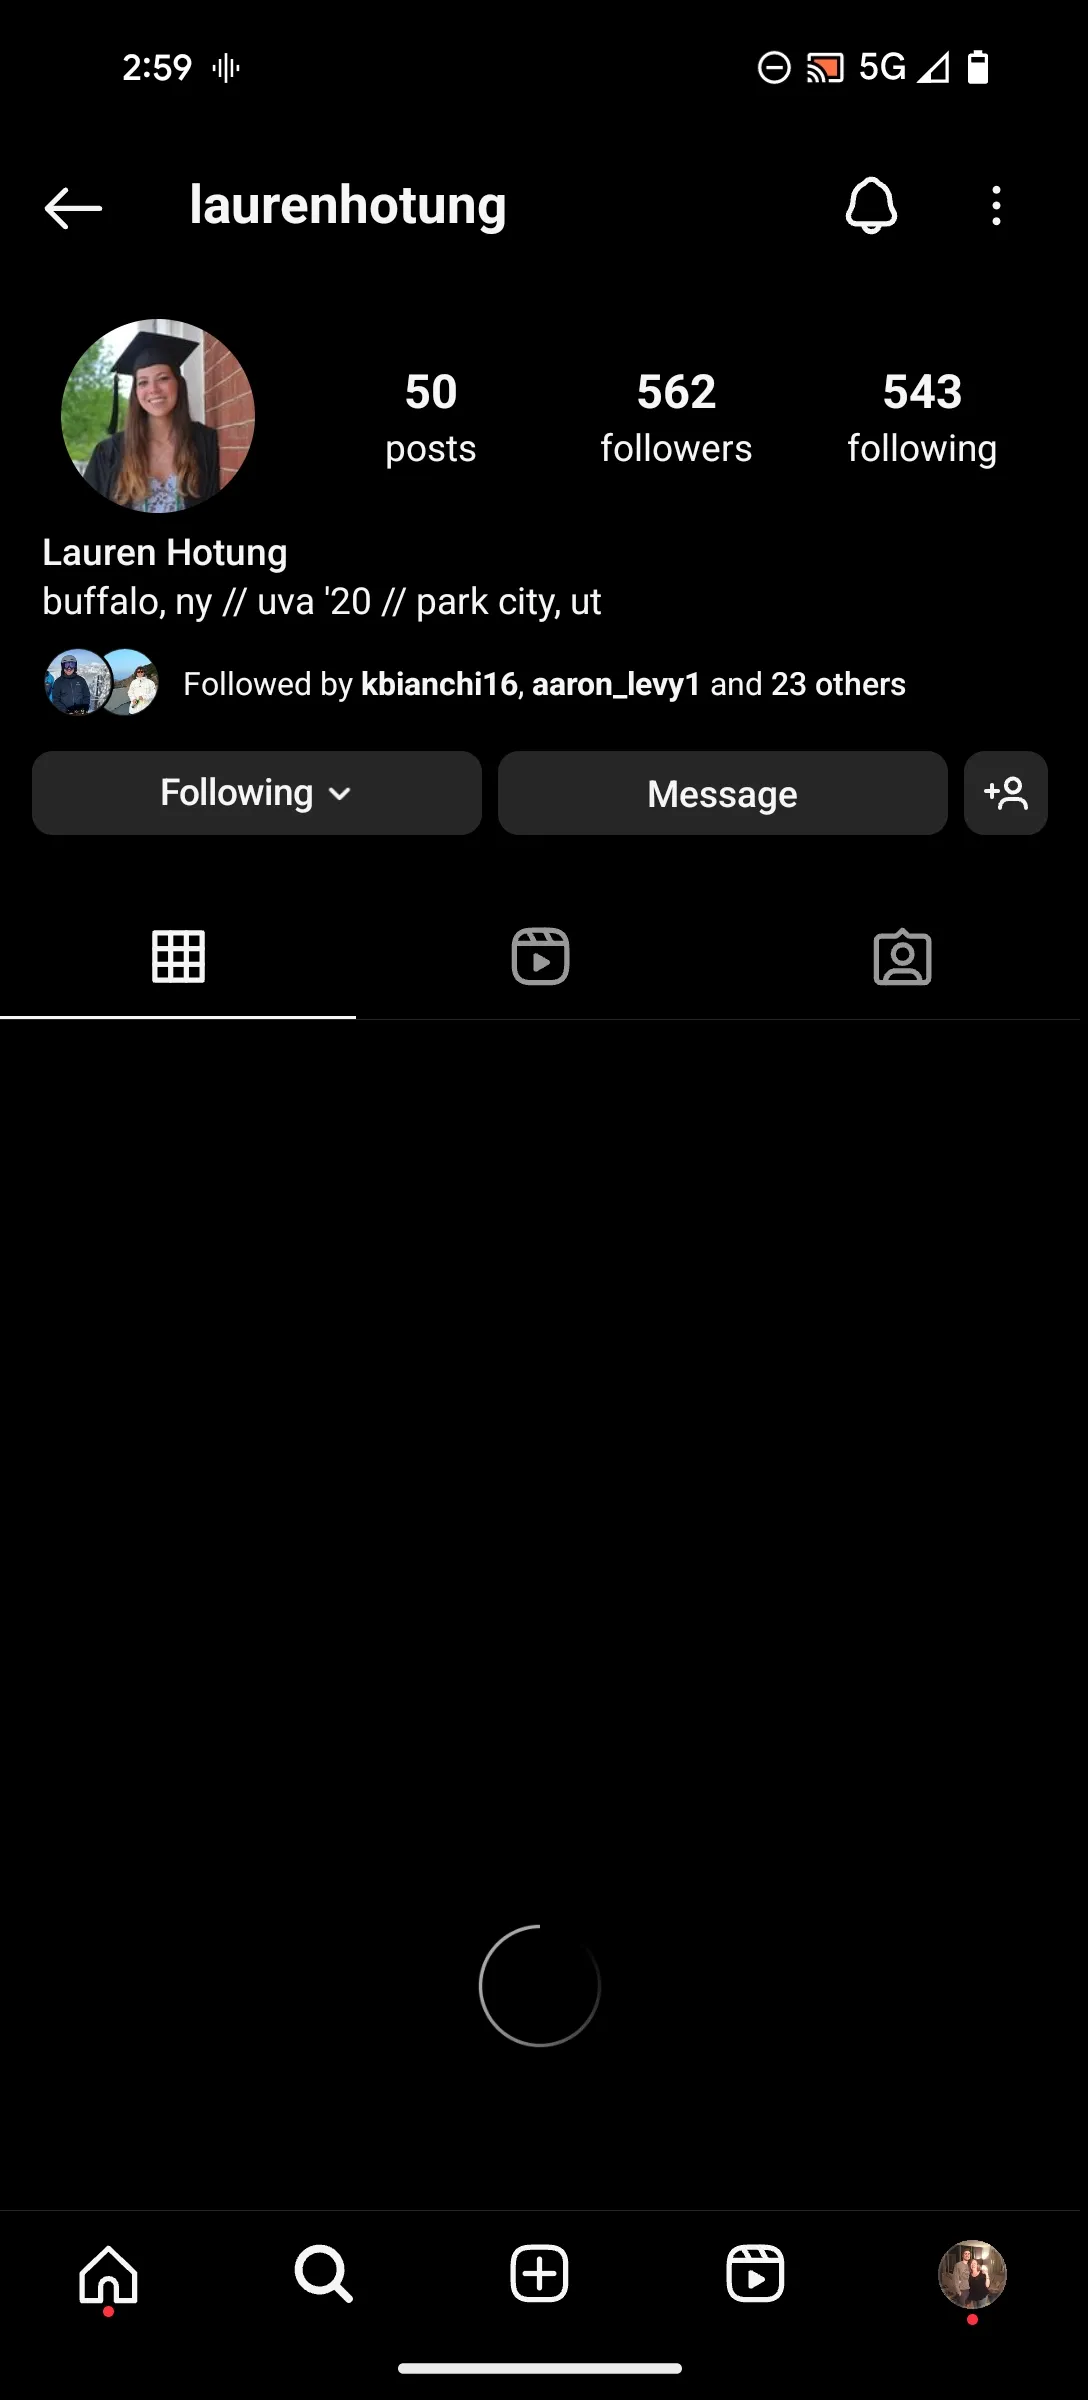 2:59 5G
laurenhotung
50 562 543
posts followers following
Lauren Hotung
buffalo, ny // uva '20 // park city, ut
Followed by kbianchi16, aaron_levy1 and 23 others
Following Message